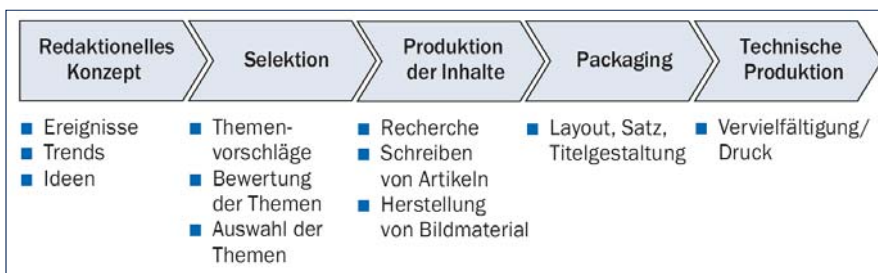 Redaktionelles
Konzept
Selektion
Produktion
der Inhalte
Packaging
Technische
Produktion
Ereignisse
Trends
Ideen
Themen-
vorschläge
Bewertung
der Themen
Auswahl der
Themen
Recherche
Schreiben
von Artikeln
Herstellung
von Bildmaterial
Layout, Satz,
Titelgestaltung
Vervielfältigung/
Druck